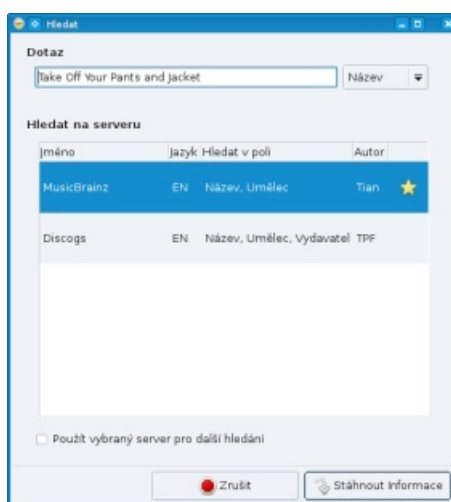 Hledat
Dotaz
Take Off Your Pants and Jacket Název
Hledat na serveru
Jméno Jazyk Hledat v poli Autor
MusicBrainz EN Název, Umělec Tian
Discogs EN Název, Umělec, Vydavatel TPF
Použít vybraný server pro další hledání
Zrušit Stáhnout Informace